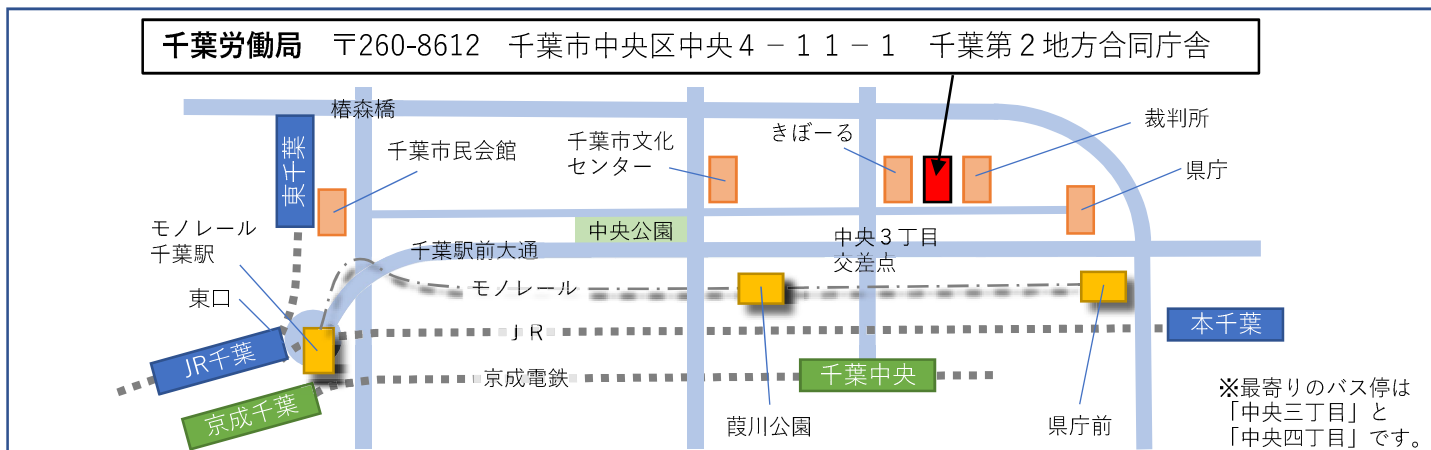 千葉労働局　〒260-8612　千葉市中央区中央４－１１－１　千葉第２地方合同庁舎
椿森橋
東千葉
千葉市民会館
千葉市文化
センター
きぼーる
裁判所
県庁
モノレール
千葉駅
中央公園
千葉駅前大通
中央３丁目
交差点
東口
モノレール
ＪＲ
本千葉
JR千葉
京成電鉄
千葉中央
京成千葉
葭川公園
県庁前
※最寄りのバス停は
「中央三丁目」と
「中央四丁目」です。